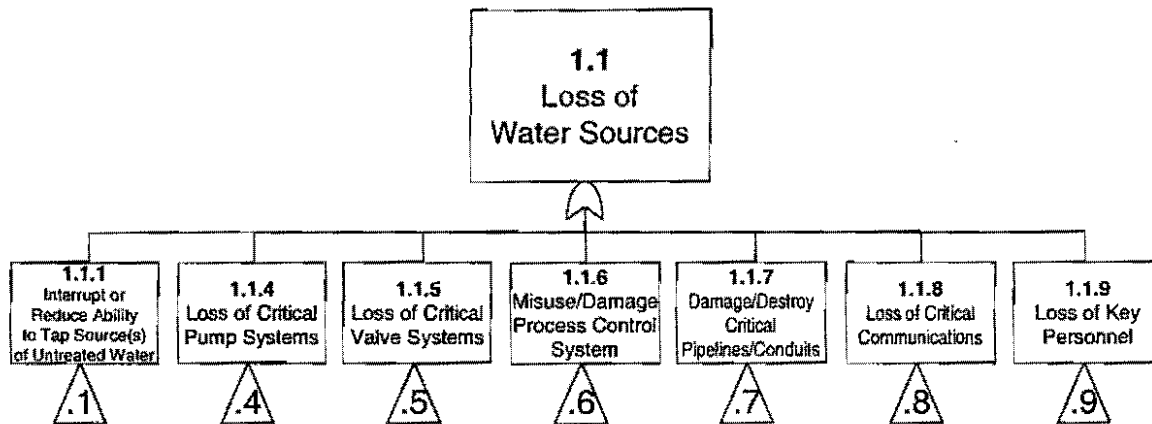 1.1
Loss of
Water Sources
1.1.1
Interrupt or
Reduce Ability
to Tap Source(s)
of Untreated Water
1.1.4
Loss of Critical
Pump Systems
1.1.5
Loss of Critical
Valve Systems
1.1.6
Misuse/Damage
Process Control
System
1.1.7
Damage/Destroy
Critical
Pipelines/Conduits
1.1.8
Loss of Critical
Communications
1.1.9
Loss of Key
Personnel
.1
.4
.5
.6
.7
.8
.9